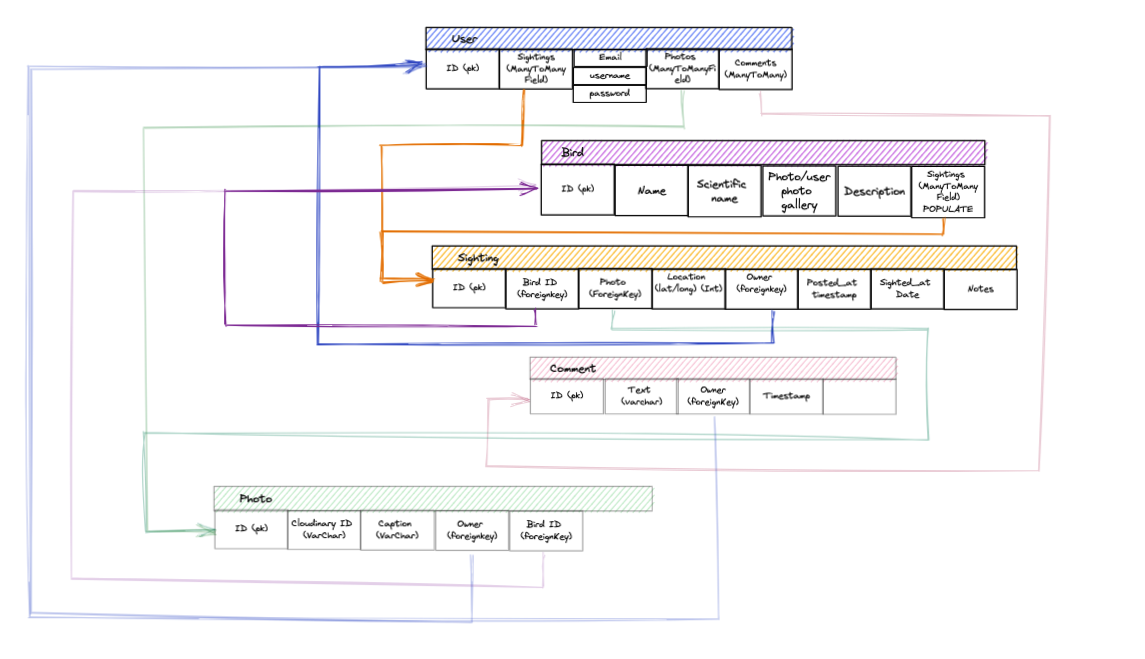 User
ID (pk)
Sightings
(ManyToMany
Field)
Email
username
password
Photos
(ManyToManyFi
eld)
Comments
(ManyToMany)
Bird
ID (pk)
Name
Scientific
name
Photo/user
photo
gallery
Description
Sightings
(ManyToMany
Field)
POPULATE
Sighting
ID (pk)
Bird ID
(foreignkey)
Photo
(ForeignKey)
Location
(lat/long) (Int)
Owner
(foreignkey)
Posted_at
timestamp
Sighted_at
Date
Notes
Comment
ID (pk)
Text
(varchar)
Owner
(foreignKey)
Timestamp
Photo
ID (pk)
Cloudinary ID
(VarChar)
Caption
(VarChar)
Owner
(foreignkey)
Bird ID
(foreignKey)